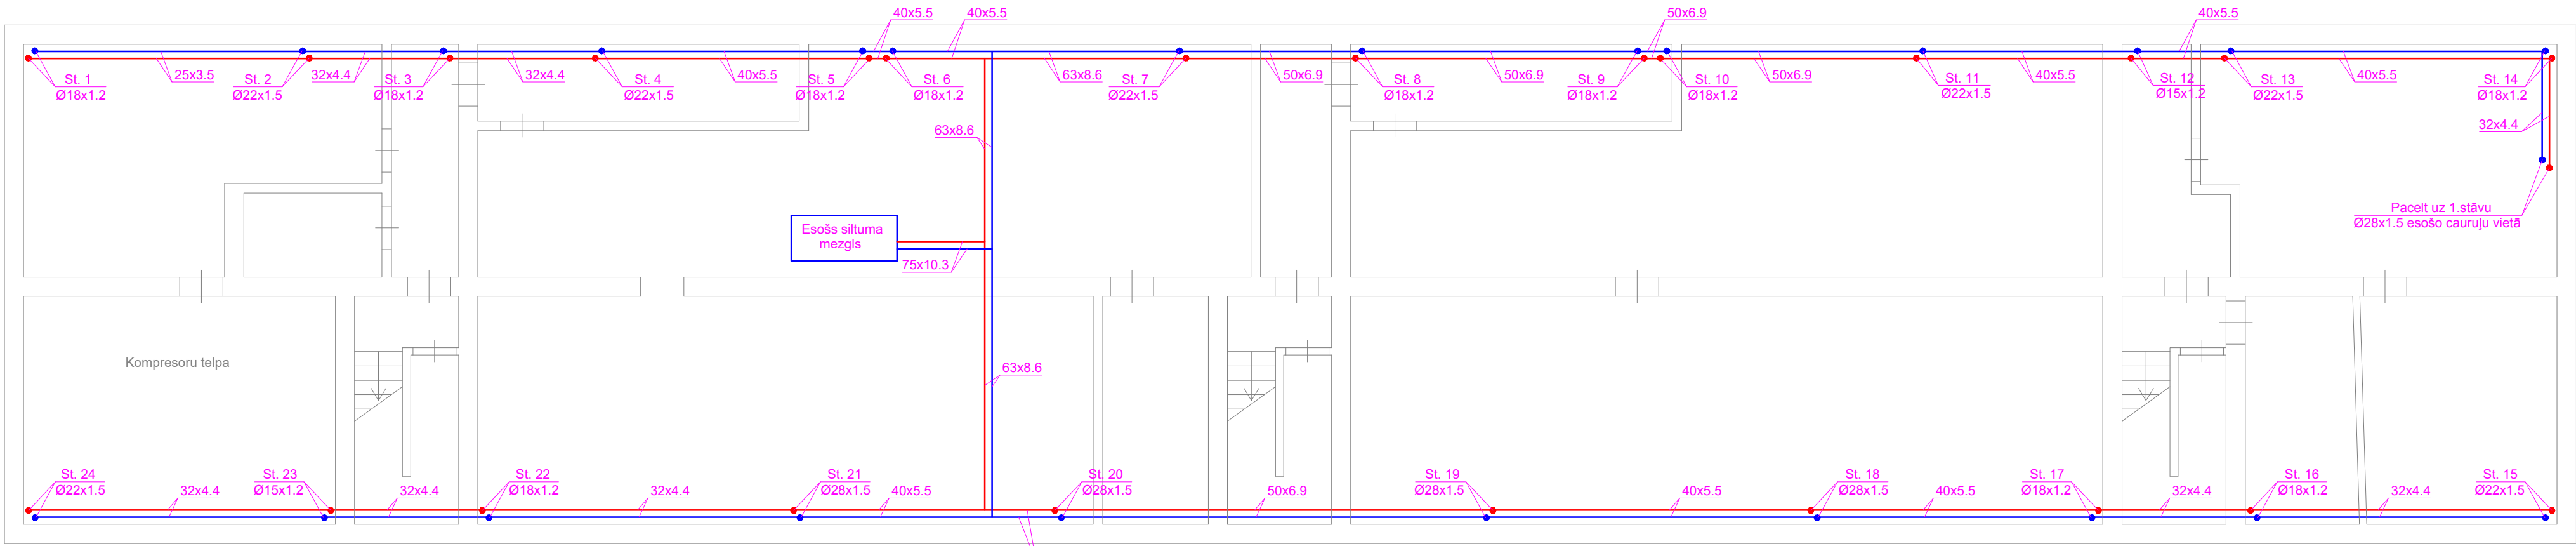 40x5.5
40x5.5
50x6.9
40x5.5
St. 1
Ø18x1.2
25x3.5
St. 2
Ø22x1.5
32x4.4
St. 3
Ø18x1.2
32x4.4
St. 4
Ø22x1.5
40x5.5
St. 5
Ø18x1.2
St. 6
Ø18x1.2
63x8.6
St. 7
Ø22x1.5
50x6.9
St. 8
Ø18x1.2
50x6.9
St. 9
Ø18x1.2
St. 10
Ø18x1.2
50x6.9
St. 11
Ø22x1.5
40x5.5
St. 12
Ø15x1.2
St. 13
Ø22x1.5
40x5.5
St. 14
Ø18x1.2
32x4.4
63x8.6
Pacelt uz 1.stāvu
Ø28x1.5 esošo cauruļu vietā
Esošs siltuma
mezgls
75x10.3
Kompresoru telpa
63x8.6
St. 24
Ø22x1.5
32x4.4
St. 23
Ø15x1.2
32x4.4
St. 22
Ø18x1.2
32x4.4
St. 21
Ø28x1.5
40x5.5
St. 20
Ø28x1.5
50x6.9
St. 19
Ø28x1.5
40x5.5
St. 18
Ø28x1.5
40x5.5
St. 17
Ø18x1.2
32x4.4
St. 16
Ø18x1.2
32x4.4
St. 15
Ø22x1.5